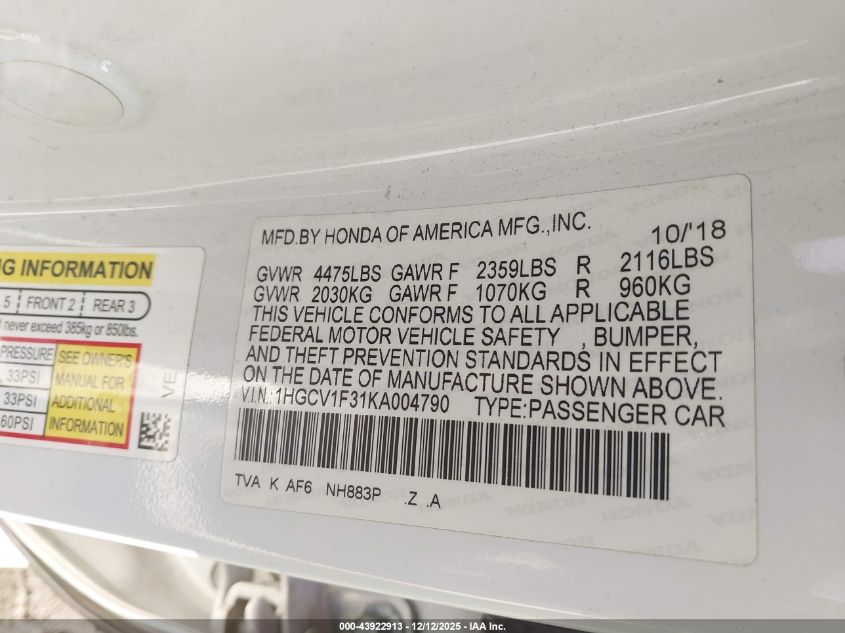 MFD.BY HONDA OF AMERICA MFG.,INC. 10/'18
GVWR 4475LBS GAWR F 2359LBS R 2116LBS
GVWR 2030KG GAWR F 1070KG R 960KG
THIS VEHICLE CONFORMS TO ALL APPLICABLE
FEDERAL MOTOR VEHICLE SAFETY , BUMPER,
AND THEFT PREVENTION STANDARDS IN EFFECT
ON THE DATE OF MANUFACTURE SHOWN ABOVE.
V.I.N.: 1HGCV1F31KA004790 TYPE:PASSENGER CAR
TVA K AF6 NH883P .Z .A
INFORMATION
5 FRONT 2 REAR 3
never exceed 385kg or 850lbs.
PRESSURE
33PSI
33PSI
60PSI
SEE OWNER'S
MANUAL FOR
ADDITIONAL
INFORMATION
VE
000-43922913 - 12/12/2025 - IAA Inc.